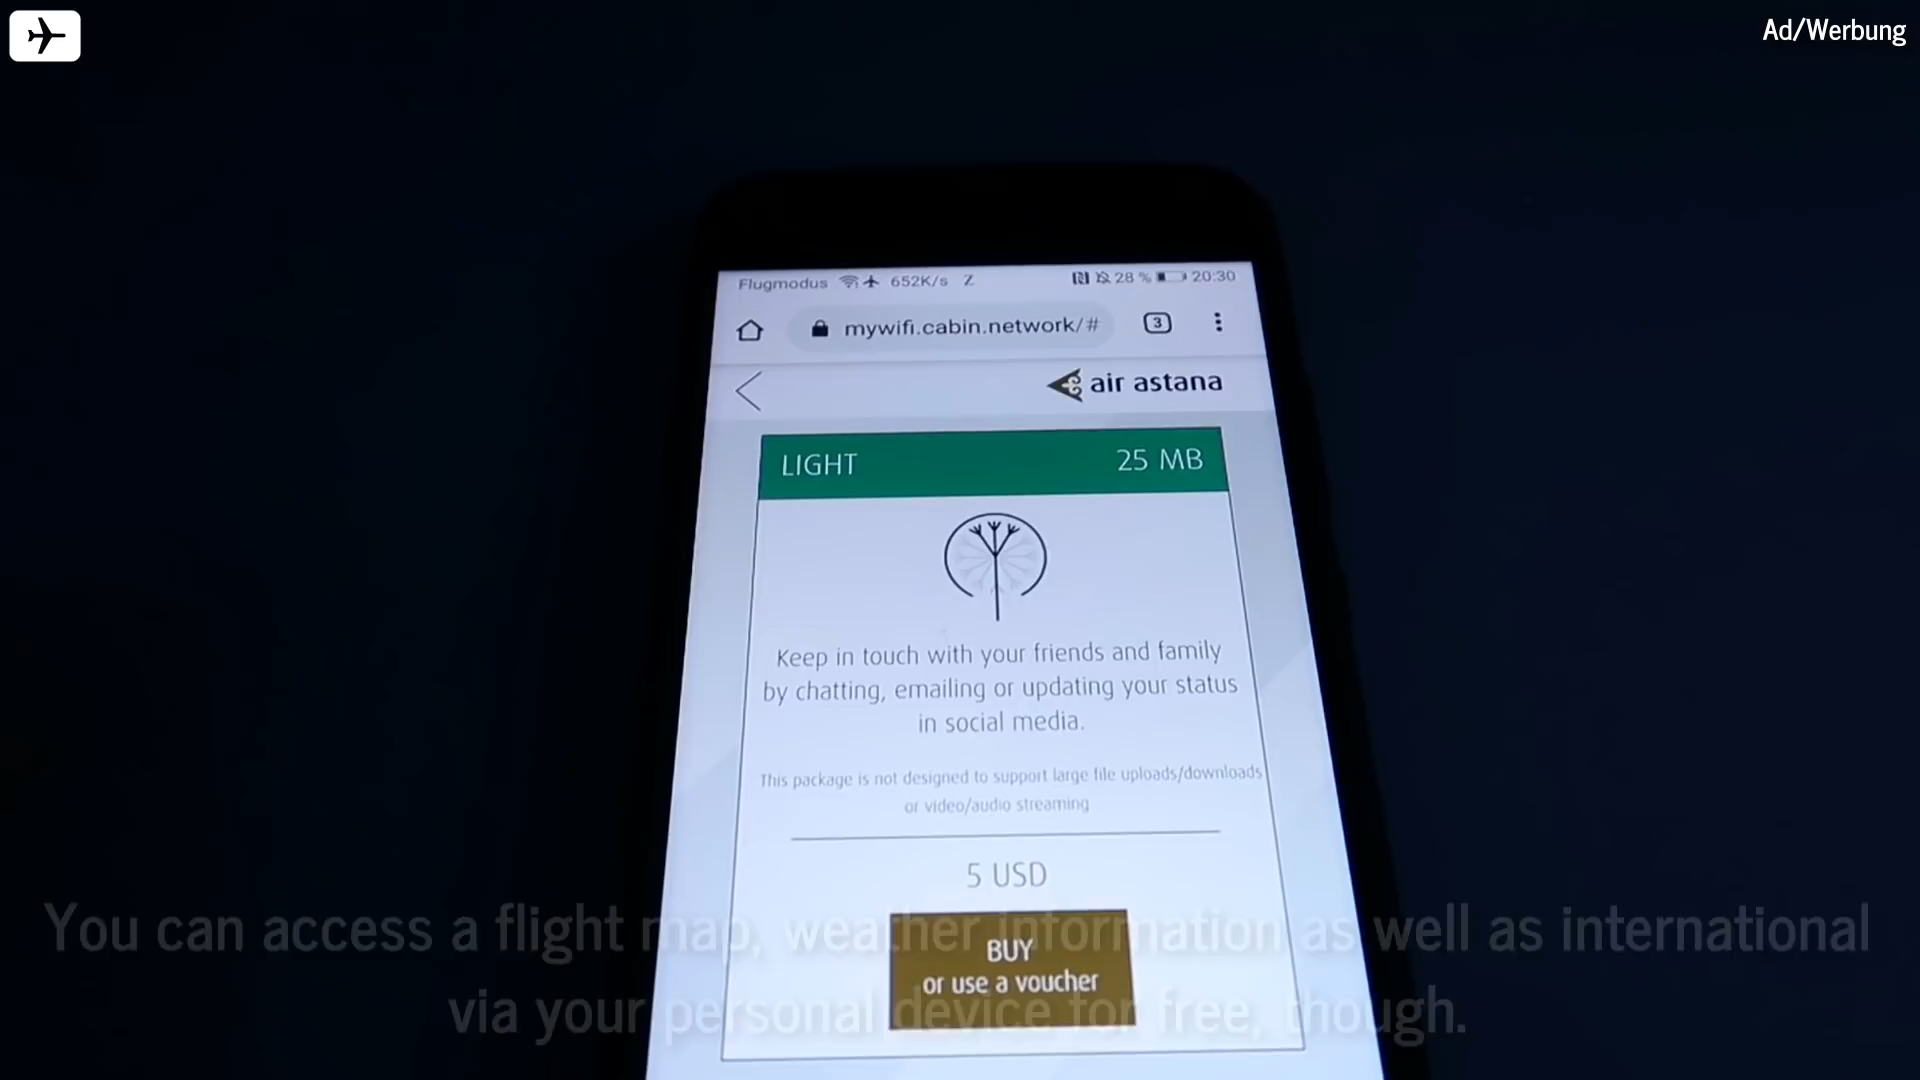 Ad/Werbung
Flugmodus 652K/s Z 28 % 20:30
mywifi.cabin.network/# 3
air astana
LIGHT 25 MB
Keep in touch with your friends and family
by chatting, emailing or updating your status
in social media.
This package is not designed to support large file uploads/downloads
or video/audio streaming
5 USD
BUY
or use a voucher
You can access a flight map, weather information as well as international
via your personal device for free, though.